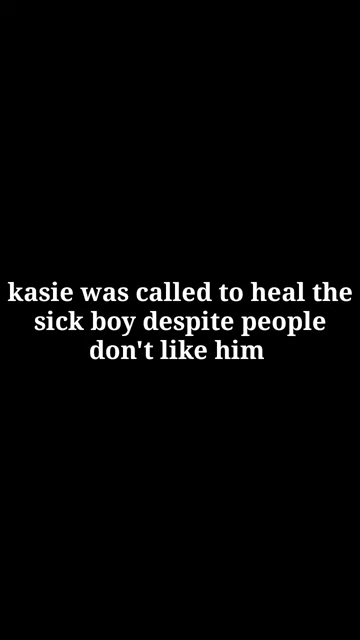 kasie was called to heal the
sick boy despite people
don't like him